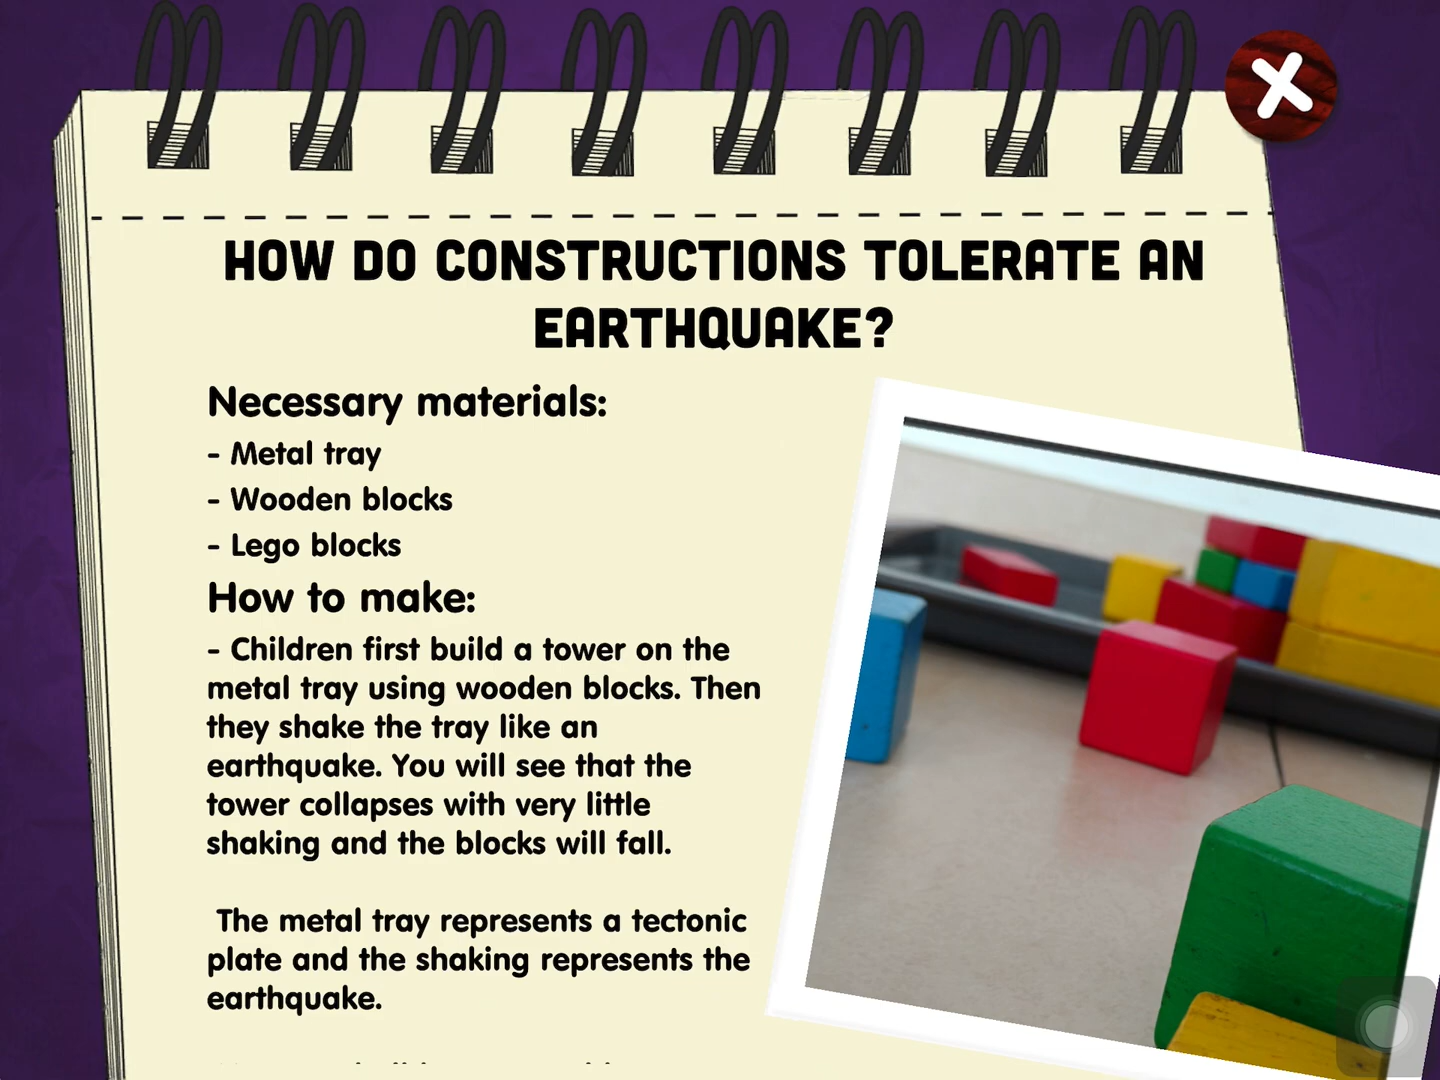 HOW DO CONSTRUCTIONS TOLERATE AN
EARTHQUAKE?
Necessary materials:
- Metal tray
- Wooden blocks
- Lego blocks
How to make:
- Children first build a tower on the
metal tray using wooden blocks. Then
they shake the tray like an
earthquake. You will see that the
tower collapses with very little
shaking and the blocks will fall.
The metal tray represents a tectonic
plate and the shaking represents the
earthquake.